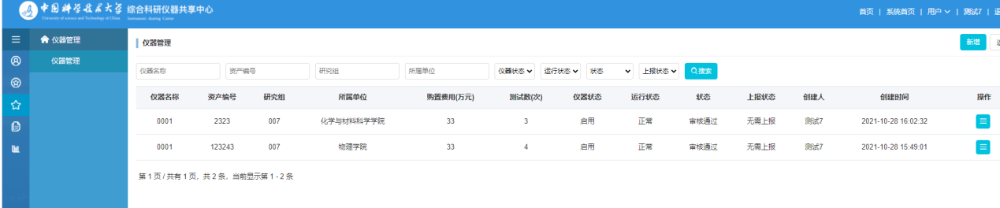 中国科学技术大学 综合科研仪器共享中心
University of science and Technology of China Instrument sharing Center
首页 | 系统首页 | 用户 | 测试7 |
仪器管理
仪器管理
仪器管理
新增
仪器名称 资产编号 研究组 所属单位 仪器状态 运行状态 状态 上报状态 搜索
仪器名称 资产编号 研究组 所属单位 购置费用(万元) 测试数(次) 仪器状态 运行状态 状态 上报状态 创建人 创建时间 操作
0001 2323 007 化学与材料科学学院 33 3 启用 正常 审核通过 无需上报 测试7 2021-10-28 16:02:32
0001 123243 007 物理学院 33 4 启用 正常 审核通过 无需上报 测试7 2021-10-28 15:49:01
第 1 页 / 共有 1 页, 共 2 条, 当前显示第 1 - 2 条